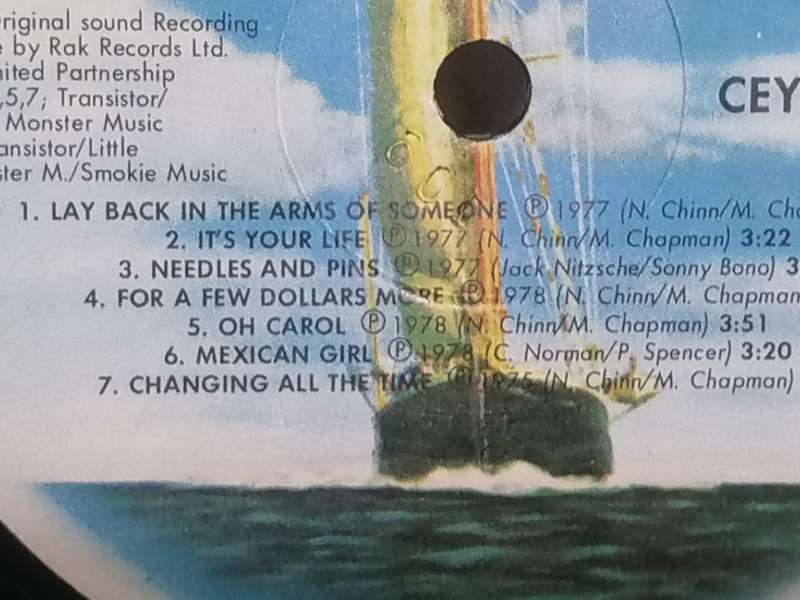 Original sound Recording
e by Rak Records Ltd.
nited Partnership
,5,7; Transistor/
Monster Music
ansistor/Little
ster M./Smokie Music
CEY
1. LAY BACK IN THE ARMS OF SOMEONE Ⓟ 1977 (N. Chinn/M. Cha
2. IT'S YOUR LIFE Ⓟ 1977 (N. Chinn/M. Chapman) 3:22
3. NEEDLES AND PINS Ⓟ 1977 (Jack Nitzsche/Sonny Bono) 3
4. FOR A FEW DOLLARS MORE Ⓟ 1978 (N. Chinn/M. Chapman
5. OH CAROL Ⓟ 1978 (N. Chinn/M. Chapman) 3:51
6. MEXICAN GIRL Ⓟ 1978 (C. Norman/P. Spencer) 3:20
7. CHANGING ALL THE TIME Ⓟ 1975 (N. Chinn/M. Chapman)